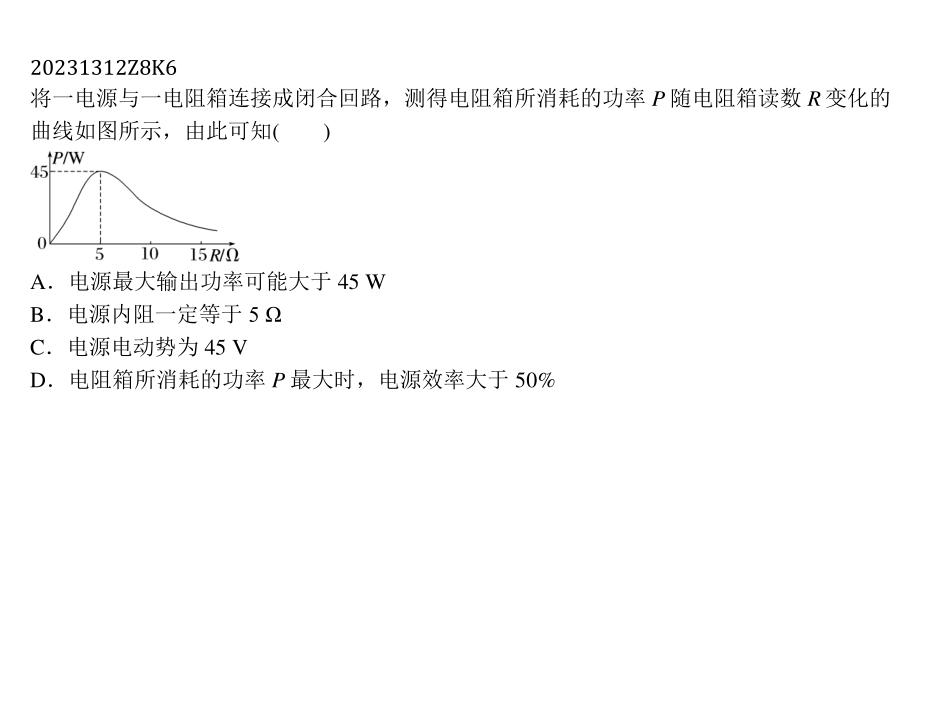 20231312Z8K6
将一电源与一电阻箱连接成闭合回路，测得电阻箱所消耗的功率 P 随电阻箱读数 R 变化的
曲线如图所示，由此可知(　　)
P/W
45
0
5 10 15 R/Ω
A．电源最大输出功率可能大于 45 W
B．电源内阻一定等于 5 Ω
C．电源电动势为 45 V
D．电阻箱所消耗的功率 P 最大时，电源效率大于 50%